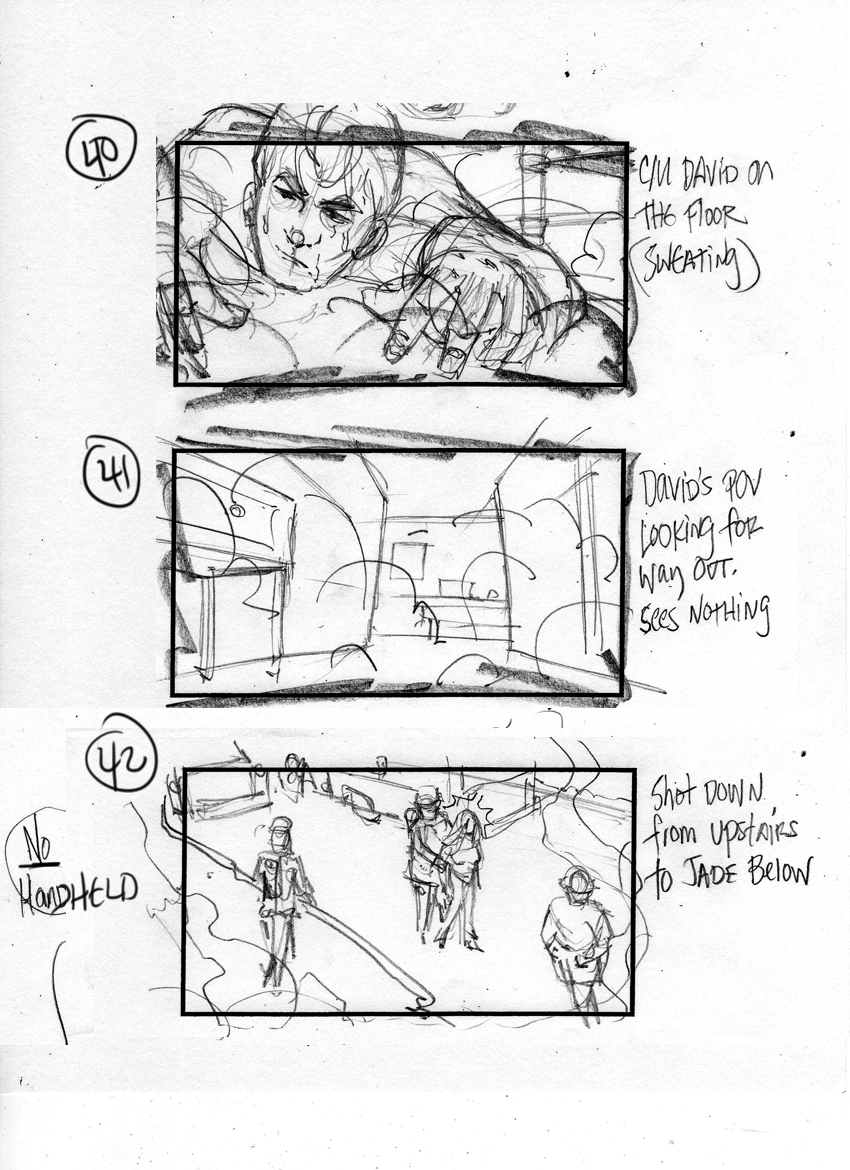 40
C/U DAVID on
THE FLOOR
(SWEATING)
41
DAVID'S POV
LOOKING for
WAY OUT.
SEES NOTHING
42
Shot DOWN
from UPSTAIRS
to JADE BELOW
No
HANDHELD